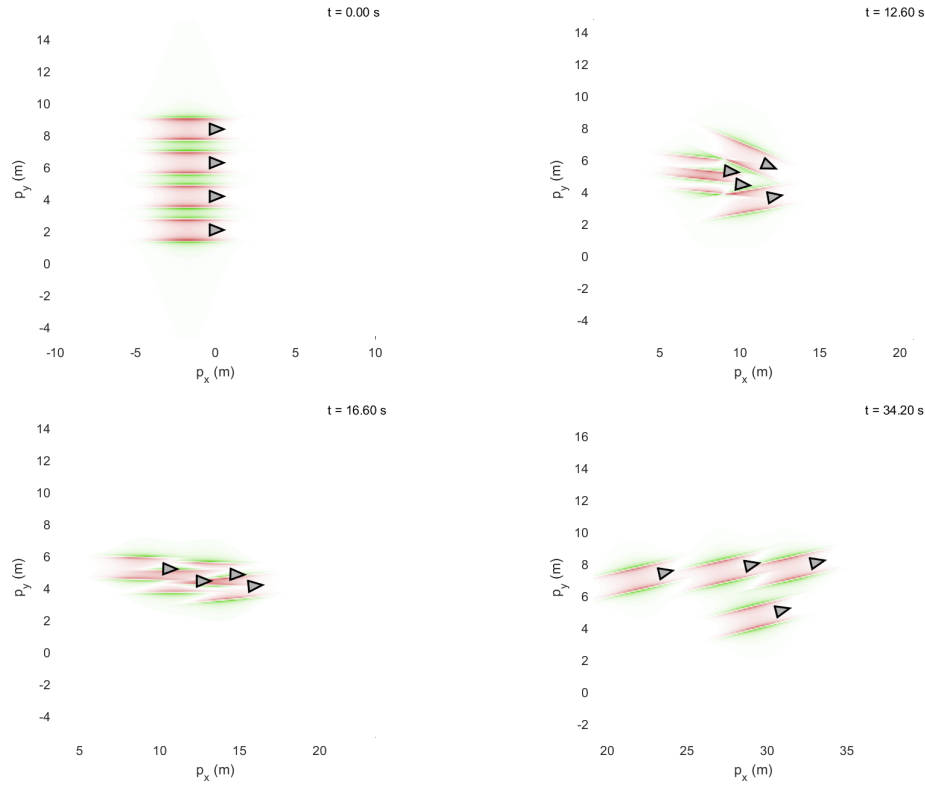 t = 0.00 s
14
12
10
8
6
4
2
0
-2
-4
p_y (m)
-10 -5 0 5 10
p_x (m)
t = 12.60 s
14
12
10
8
6
4
2
0
-2
-4
p_y (m)
5 10 15 20
p_x (m)
t = 16.60 s
14
12
10
8
6
4
2
0
-2
-4
p_y (m)
5 10 15 20
p_x (m)
t = 34.20 s
16
14
12
10
8
6
4
2
0
-2
p_y (m)
20 25 30 35
p_x (m)